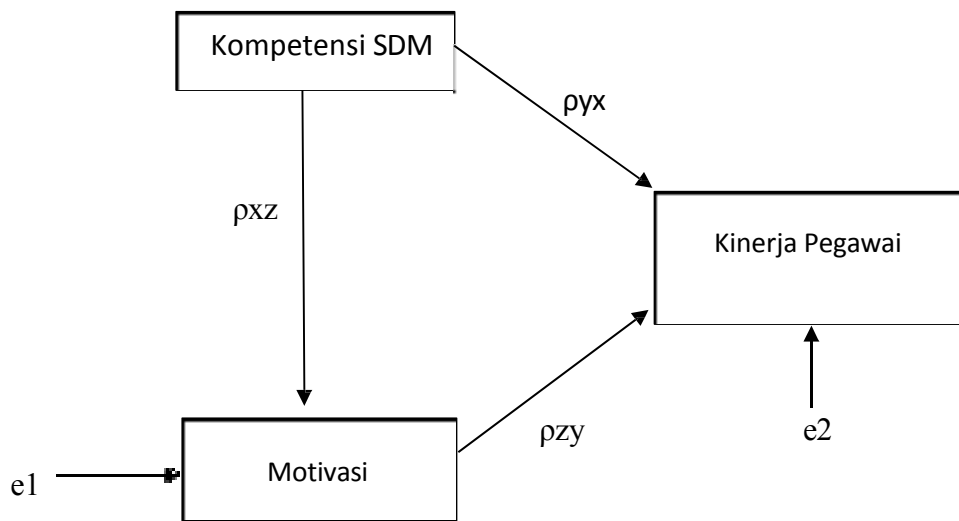 Kompetensi SDM
ρyx
ρxz
Kinerja Pegawai
ρzy
e2
Motivasi
e1